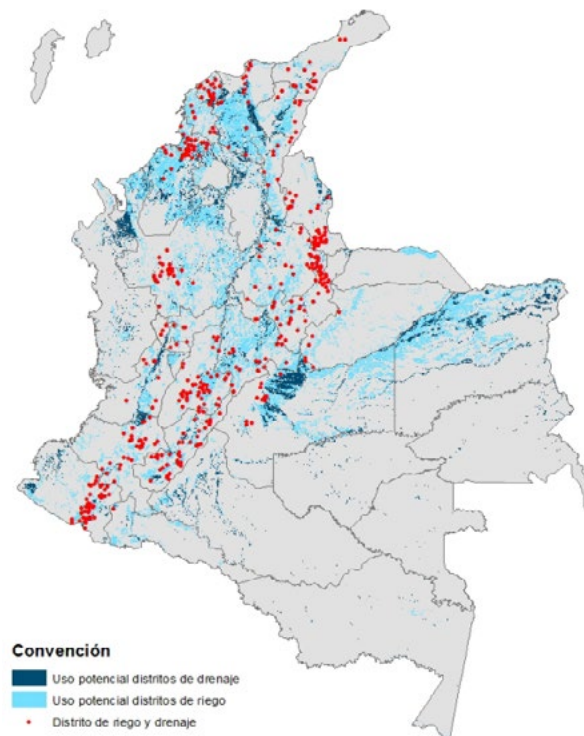 Convención
Uso potencial distritos de drenaje
Uso potencial distritos de riego
Distrito de riego y drenaje